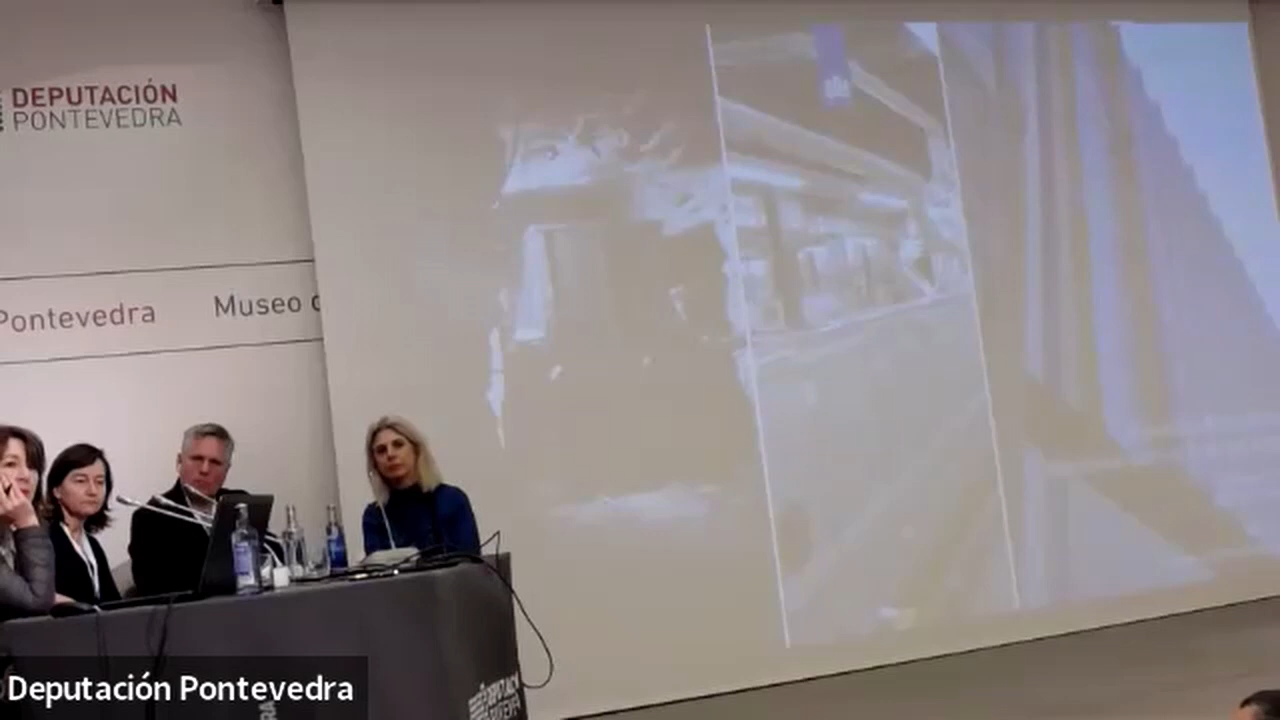 DEPUTACIÓN
PONTEVEDRA
Pontevedra
Museo
Deputación Pontevedra